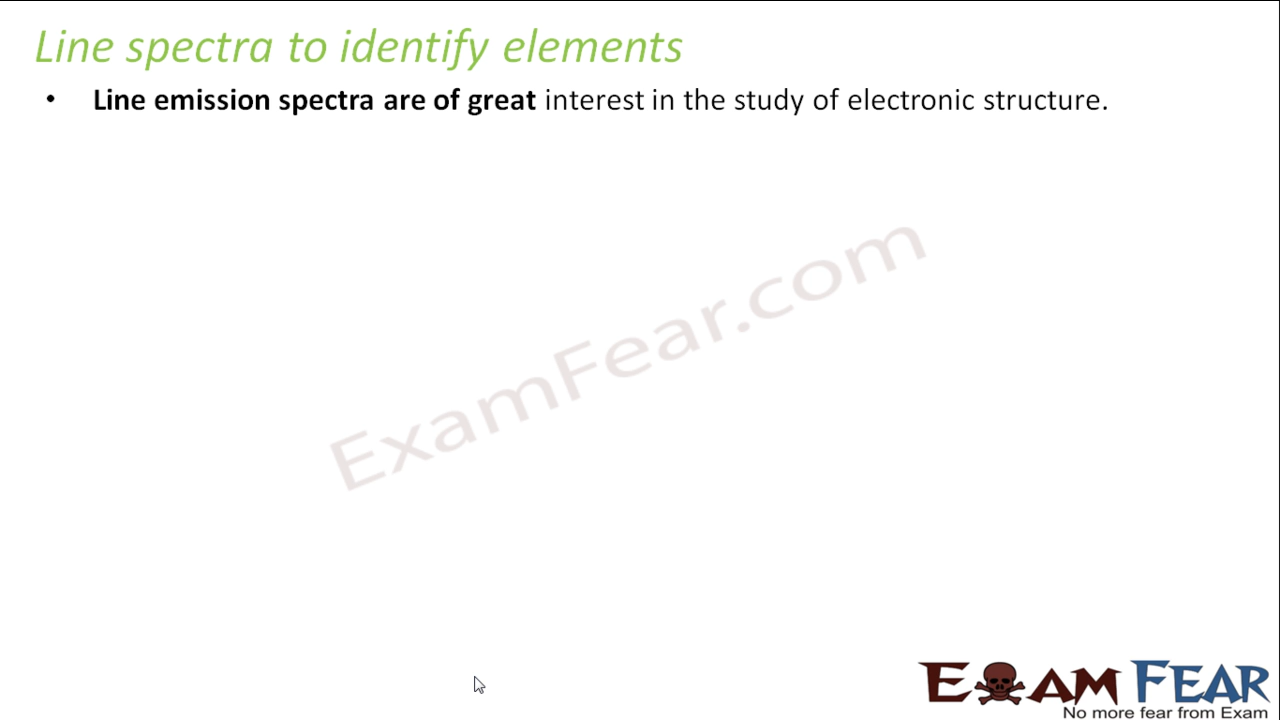 Line spectra to identify elements
• Line emission spectra are of great interest in the study of electronic structure.
ExamFear.com
EXAM FEAR
No more fear from Exam